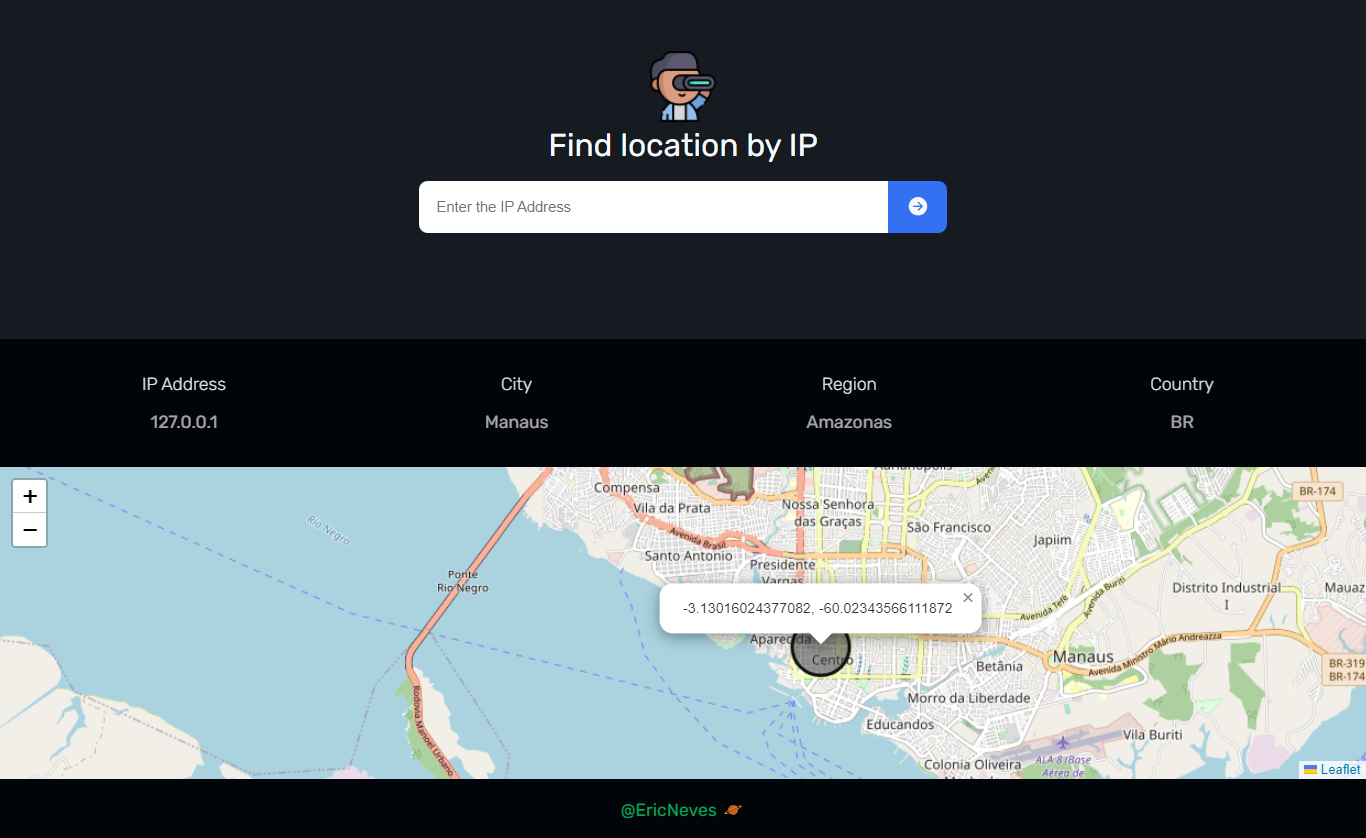 Find location by IP
Enter the IP Address
IP Address
City
Region
Country
127.0.0.1
Manaus
Amazonas
BR
+
−
Adrianópolis
Compensa
BR-174
Vila da Prata
Nossa Senhora
das Graças
Rio Negro
São Francisco
Avenida Brasil
Japiim
Santo Antonio
Presidente
Vargas
Ponte
Rio Negro
Avenida Buriti
Distrito Industrial
I
Mauaz
Avenida Tefé
-3.13016024377082, -60.02343566111872
×
Aparecida
Centro
Avenida Ministro Mário Andreazza
Manaus
Betânia
BR-319
BR-174
Morro da Liberdade
Rodovia Manoel Urbano
Educandos
Vila Buriti
Colonia Oliveira
ALA 8 (Base
Aérea de
Leaflet
@EricNeves